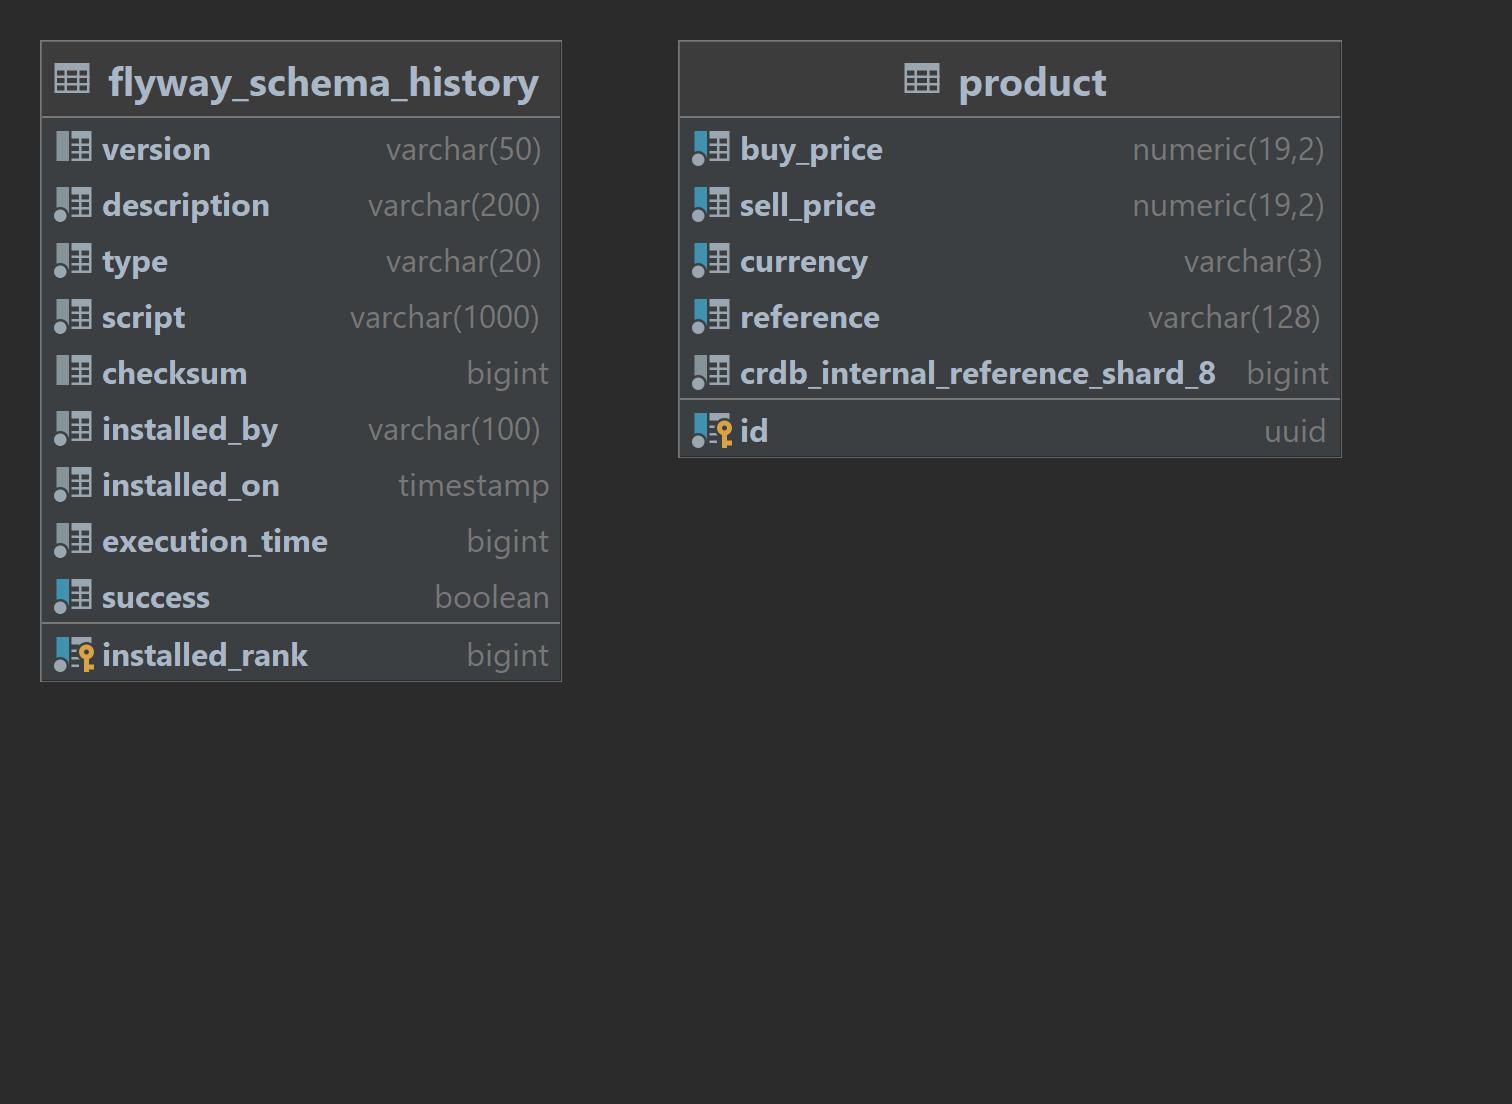 flyway_schema_history
version varchar(50)
description varchar(200)
type varchar(20)
script varchar(1000)
checksum bigint
installed_by varchar(100)
installed_on timestamp
execution_time bigint
success boolean
installed_rank bigint
product
buy_price numeric(19,2)
sell_price numeric(19,2)
currency varchar(3)
reference varchar(128)
crdb_internal_reference_shard_8 bigint
id uuid